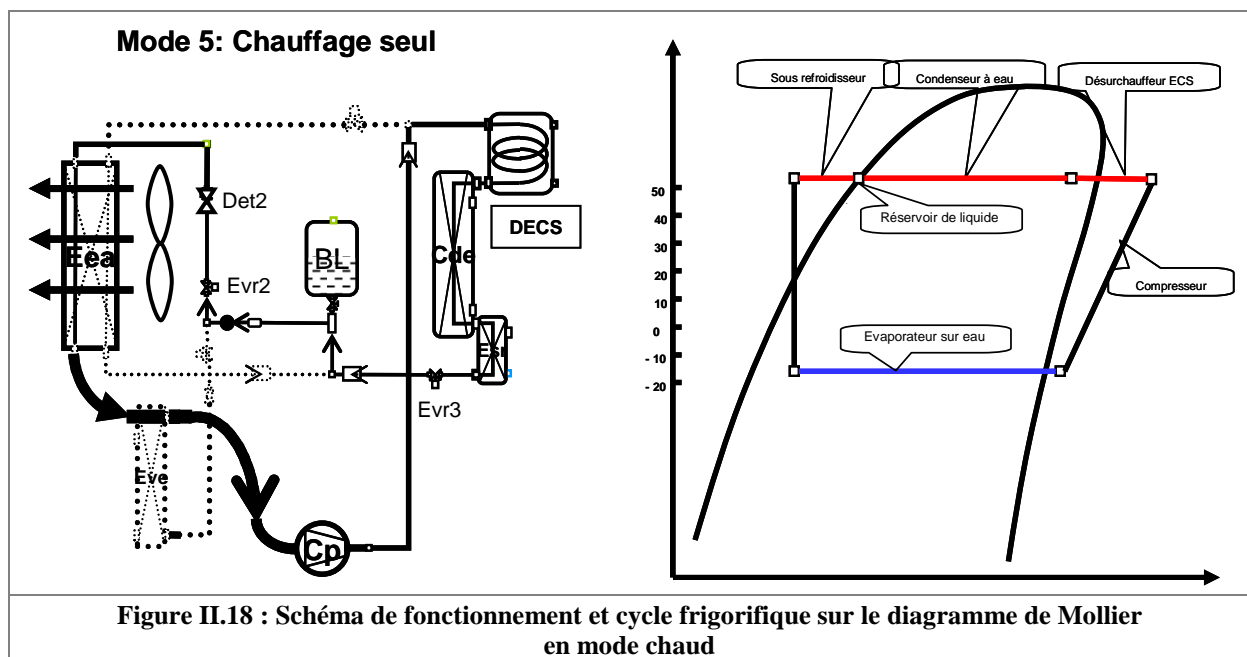 Mode 5: Chauffage seul
Sous refroidisseur
Condenseur à eau
Désurchauffeur ECS
Det2
DECS
Eea
BL
Cde
Evr2
Evr3
Eve
Cp
50
40
30
20
10
0
- 10
- 20
Réservoir de liquide
Compresseur
Evaporateur sur eau
Figure II.18 : Schéma de fonctionnement et cycle frigorifique sur le diagramme de Mollier
en mode chaud